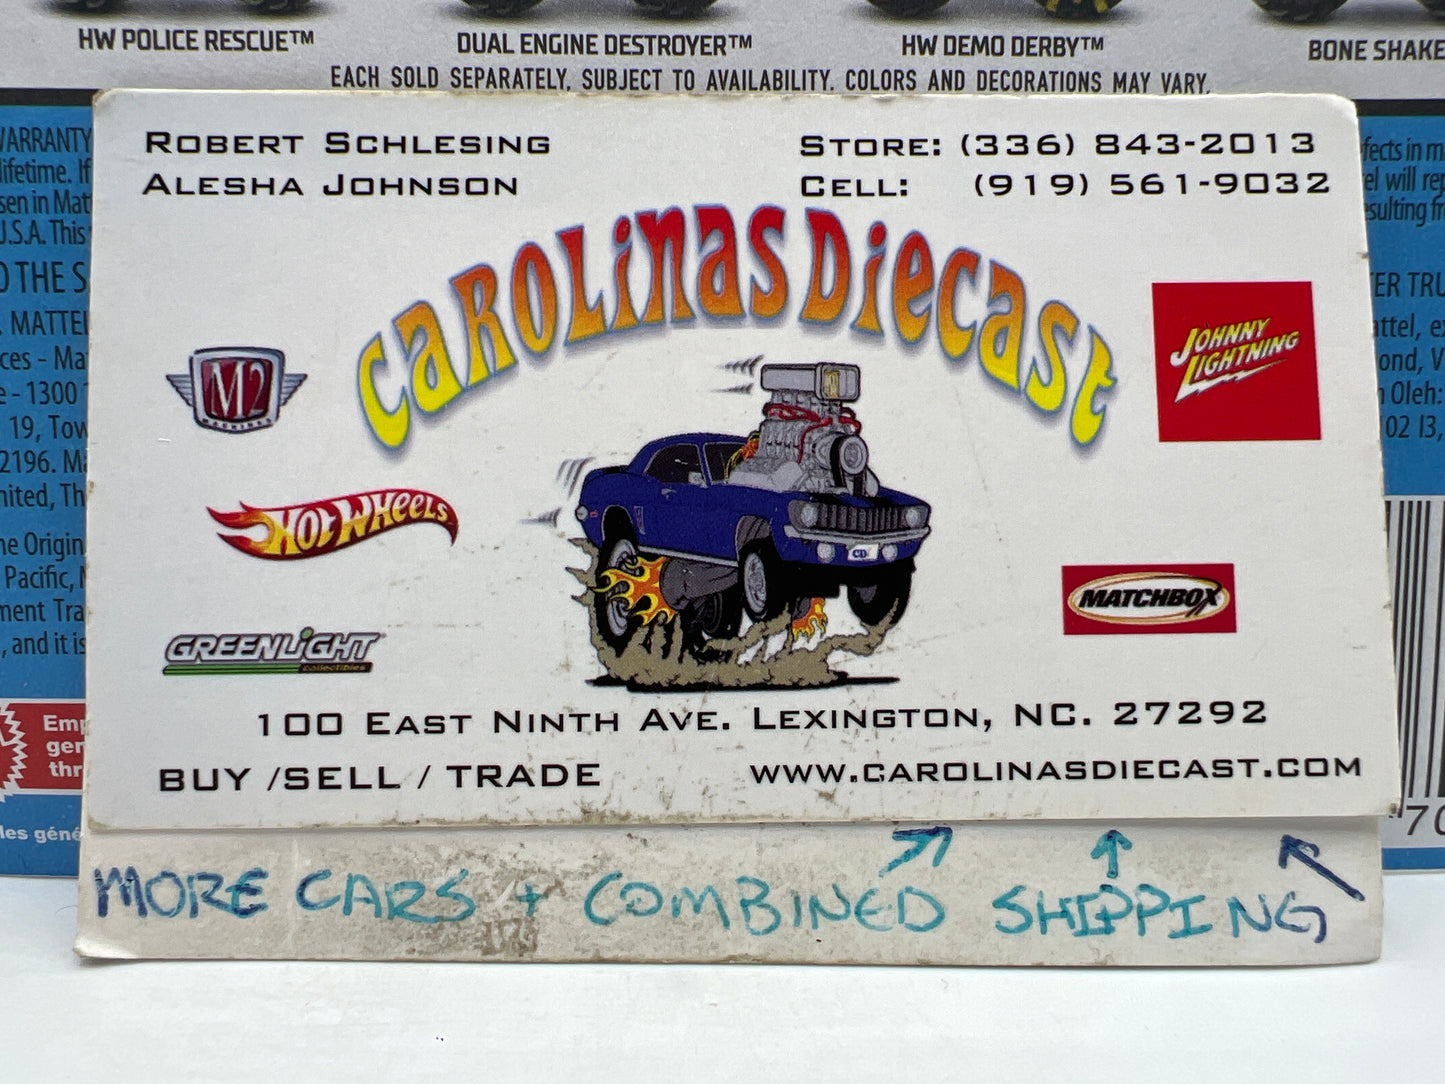 HW POLICE RESCUE™ DUAL ENGINE DESTROYER™ HW DEMO DERBY™ BONE
EACH SOLD SEPARATELY, SUBJECT TO AVAILABILITY. COLORS AND DECORATIONS MAY VARY.
ROBERT SCHLESING
ALESHA JOHNSON
STORE: (336) 843-2013
CELL: (919) 561-9032
CAROLINAS DIECAST
M2
MACHINES
JOHNNY
LIGHTNING
HOT WHEELS
CD
MATCHBOX
GREENLIGHT
collectibles
100 EAST NINTH AVE. LEXINGTON, NC. 27292
BUY /SELL / TRADE
WWW.CAROLINASDIECAST.COM
MORE CARS + COMBINED SHIPPING